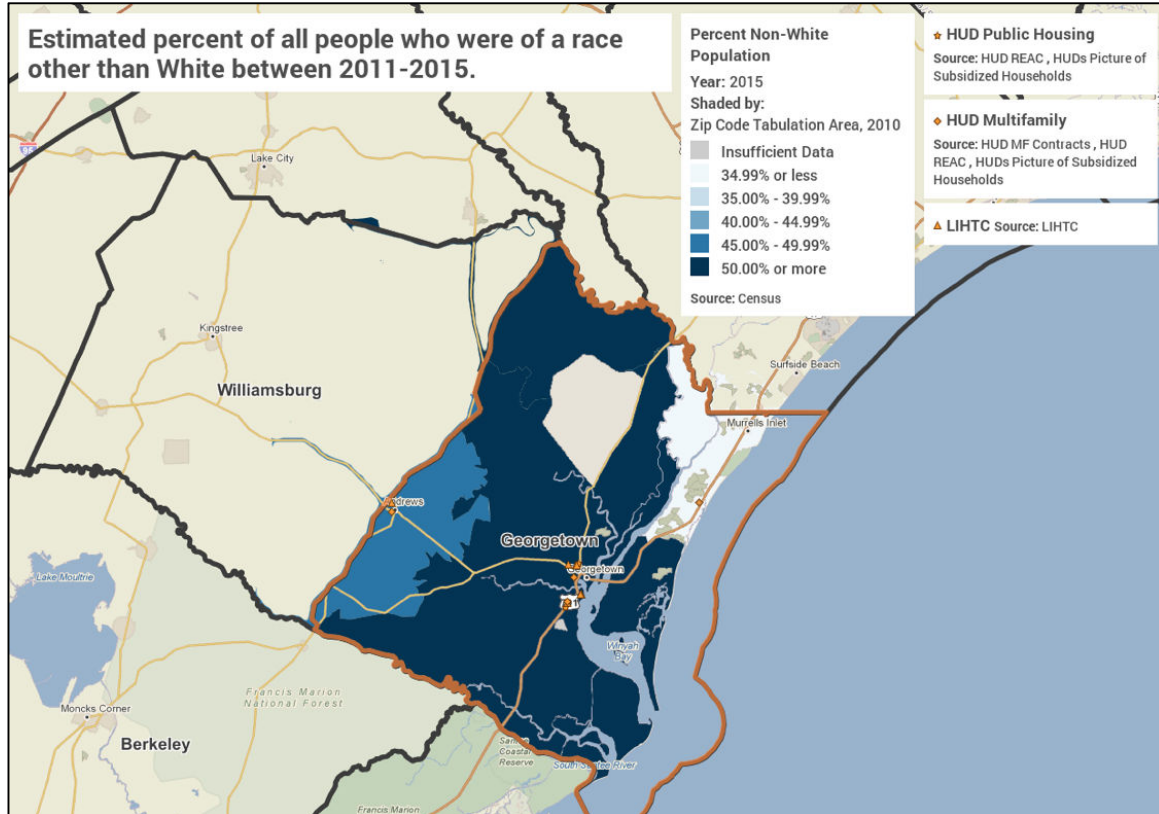 Estimated percent of all people who were of a race
other than White between 2011-2015.
Percent Non-White
Population
Year: 2015
Shaded by:
Zip Code Tabulation Area, 2010
Insufficient Data
34.99% or less
35.00% - 39.99%
40.00% - 44.99%
45.00% - 49.99%
50.00% or more
Source: Census
HUD Public Housing
Source: HUD REAC , HUDs Picture of
Subsidized Households
HUD Multifamily
Source: HUD MF Contracts , HUD
REAC , HUDs Picture of Subsidized
Households
LIHTC Source: LIHTC
95
Lake City
Kingstree
Williamsburg
Surfside Beach
Murrells Inlet
Georgetown
Georgetown
Lake Moultrie
Winyah
Bay
Francis Marion
National Forest
Moncks Corner
Berkeley
Coastal
Reserve
River
Francis Marion